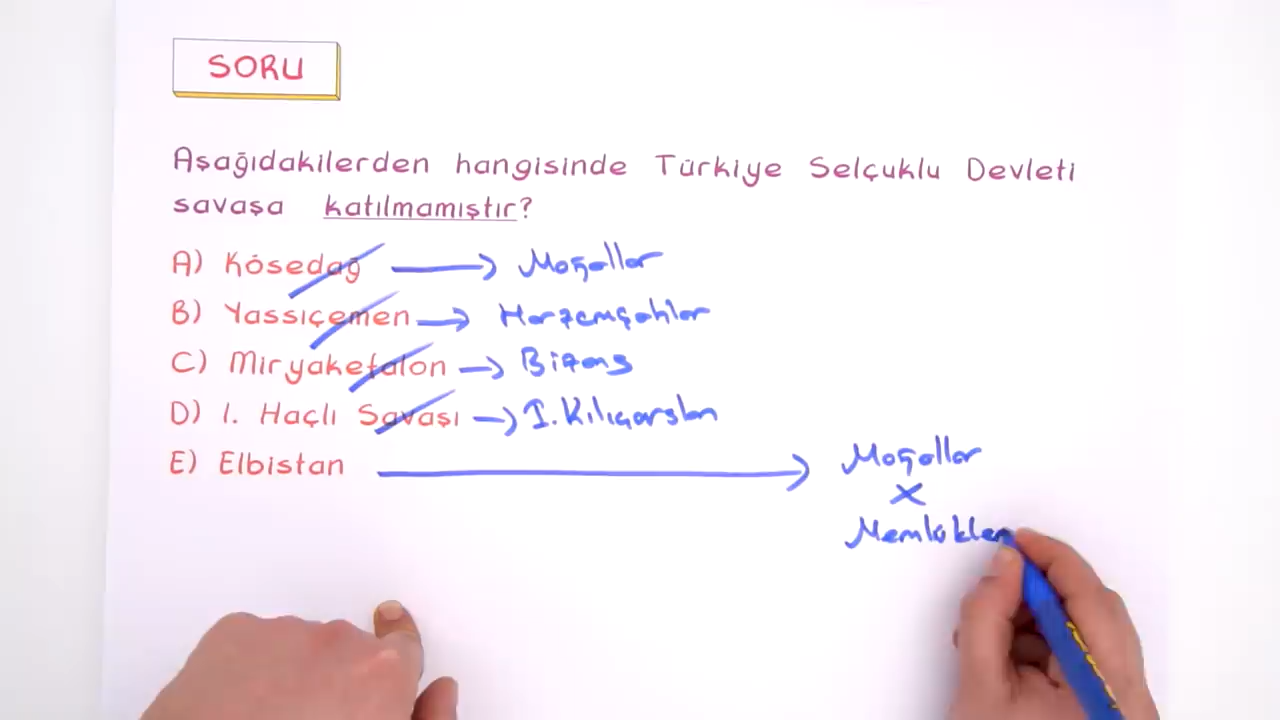 SORU
Aşağıdakilerden hangisinde Türkiye Selçuklu Devleti
savaşa katılmamıştır?
A) Kösedağ → Moğollar
B) Yassıçemen → Harzemşahlar
C) Miryakefalon → Bizans
D) I. Haçlı Savaşı → I. Kılıçarslan
E) Elbistan → Moğollar
X
Memlükler